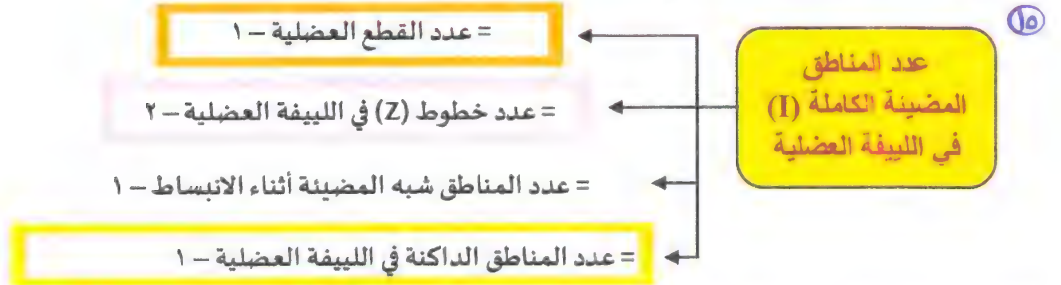 ١٥
عدد المناطق
المضيئة الكاملة (I)
في الليفة العضلية
= عدد القطع العضلية – ١
= عدد خطوط (Z) في الليفة العضلية – ٢
= عدد المناطق شبه المضيئة أثناء الانبساط – ١
= عدد المناطق الداكنة في الليفة العضلية – ١